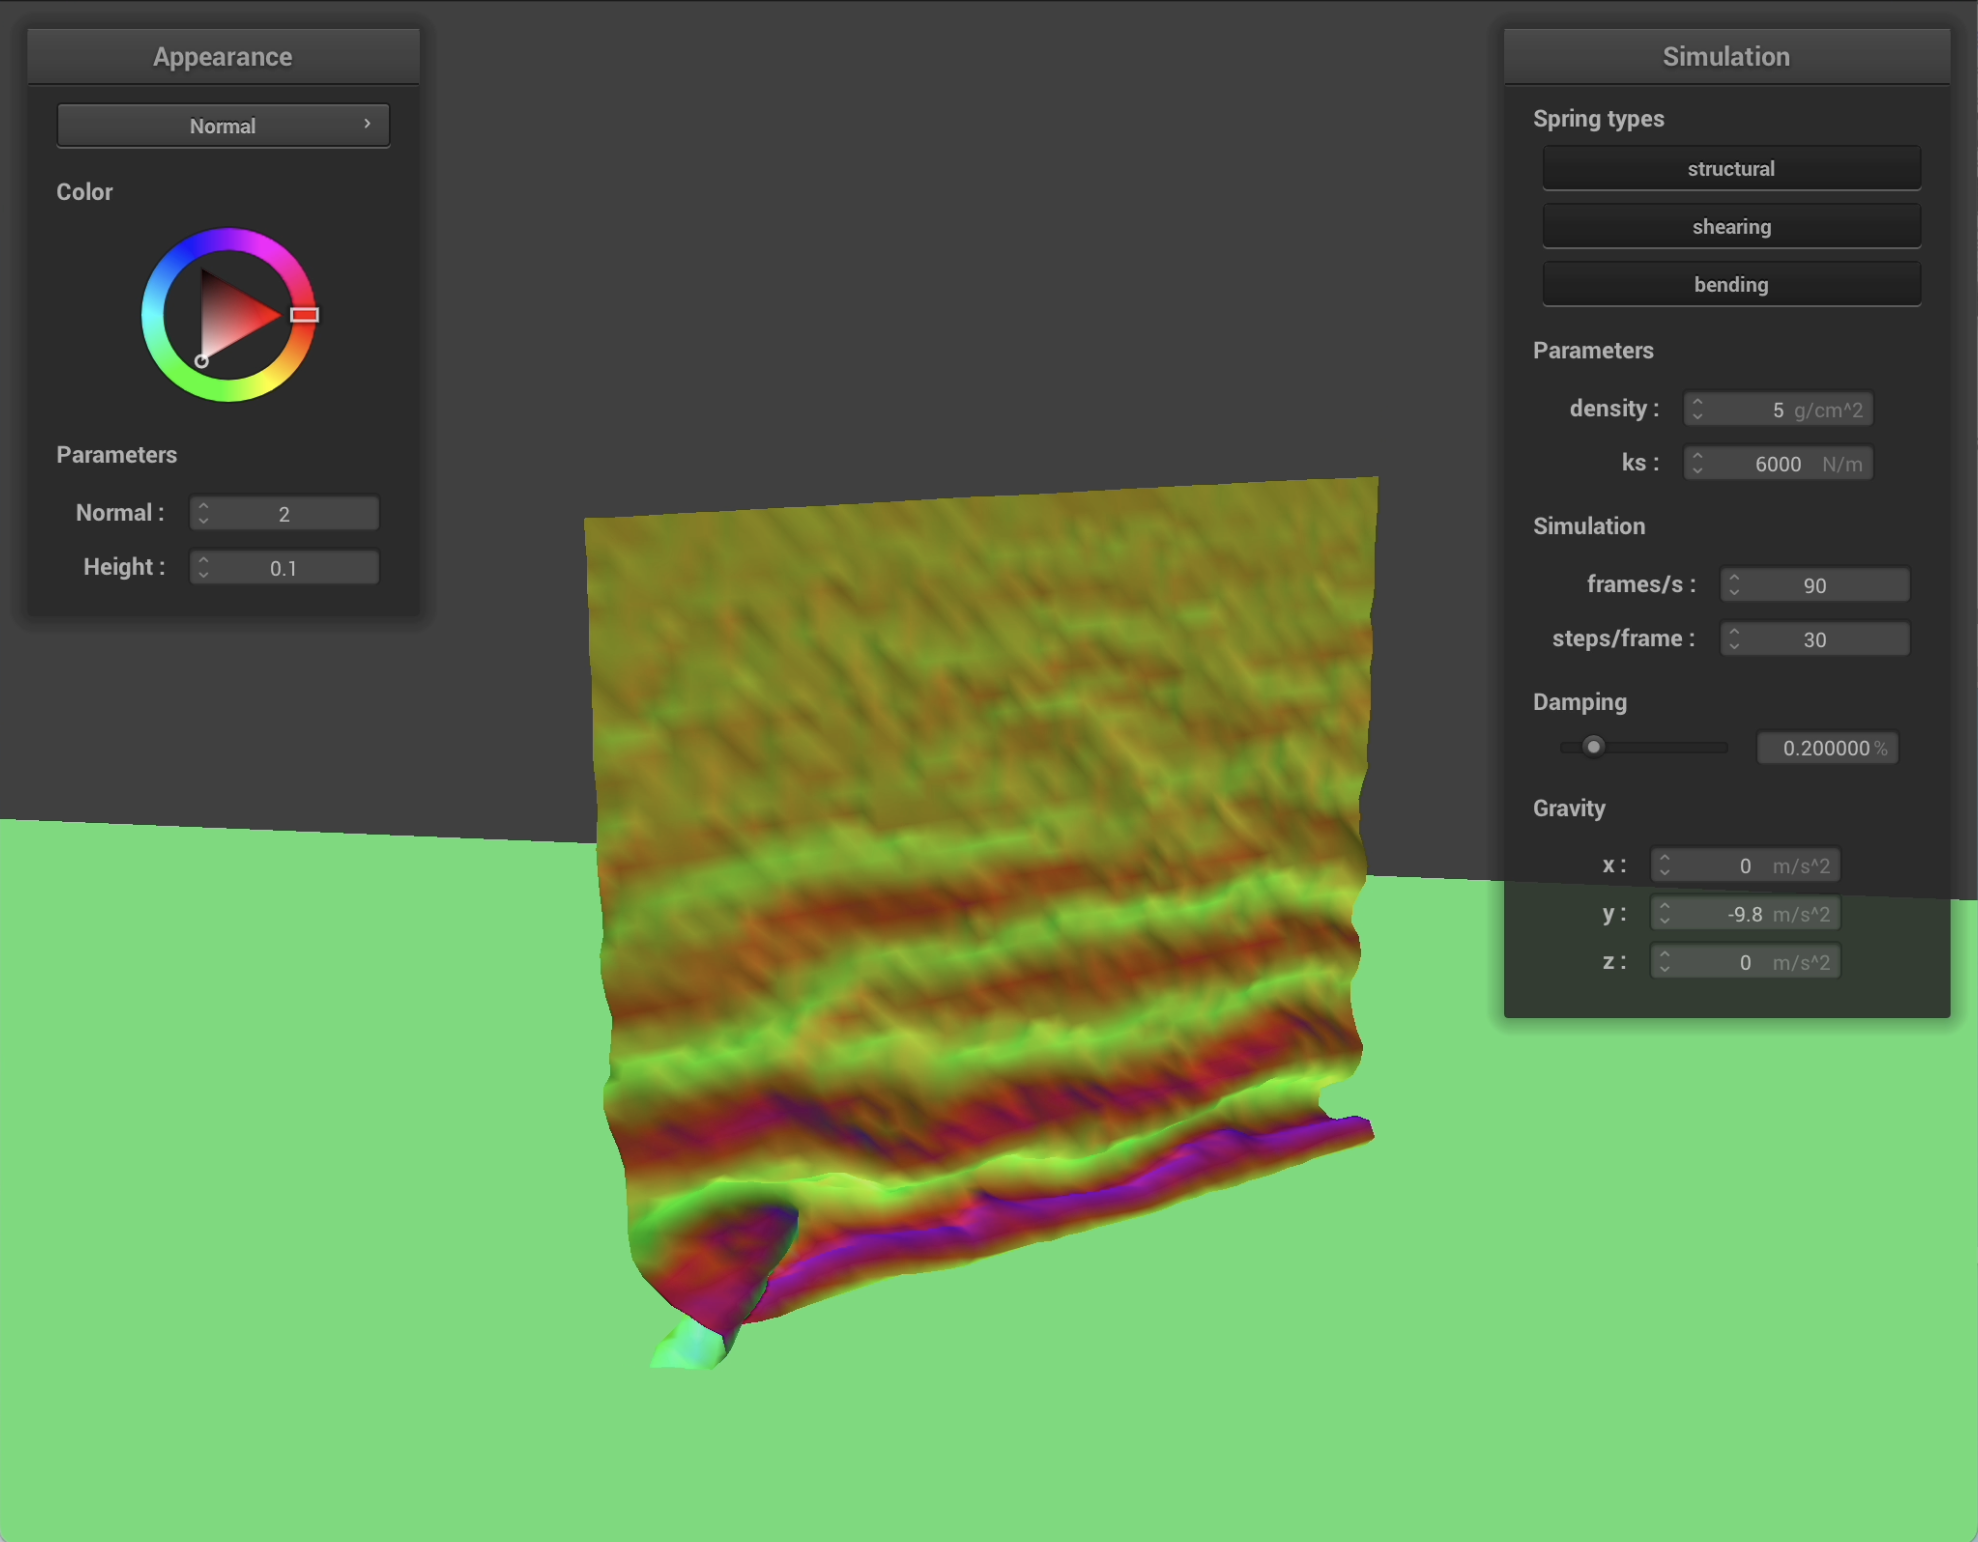 Appearance
Normal
Color
Parameters
Normal : 2
Height : 0.1
Simulation
Spring types
structural
shearing
bending
Parameters
density : 5 g/cm^2
ks : 6000 N/m
Simulation
frames/s : 90
steps/frame : 30
Damping
0.200000 %
Gravity
x : 0 m/s^2
y : -9.8 m/s^2
z : 0 m/s^2